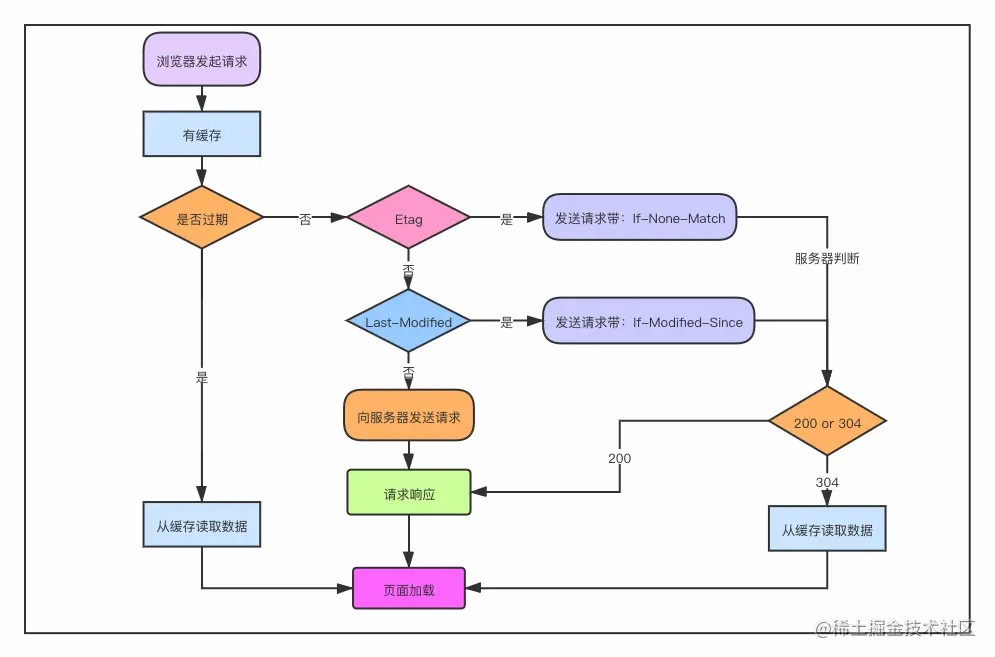 浏览器发起请求
有缓存
是否过期
否
Etag
是
发送请求带：If-None-Match
服务器判断
否
Last-Modified
是
发送请求带：If-Modified-Since
是
否
向服务器发送请求
200 or 304
200
304
请求响应
从缓存读取数据
从缓存读取数据
页面加载
@稀土掘金技术社区